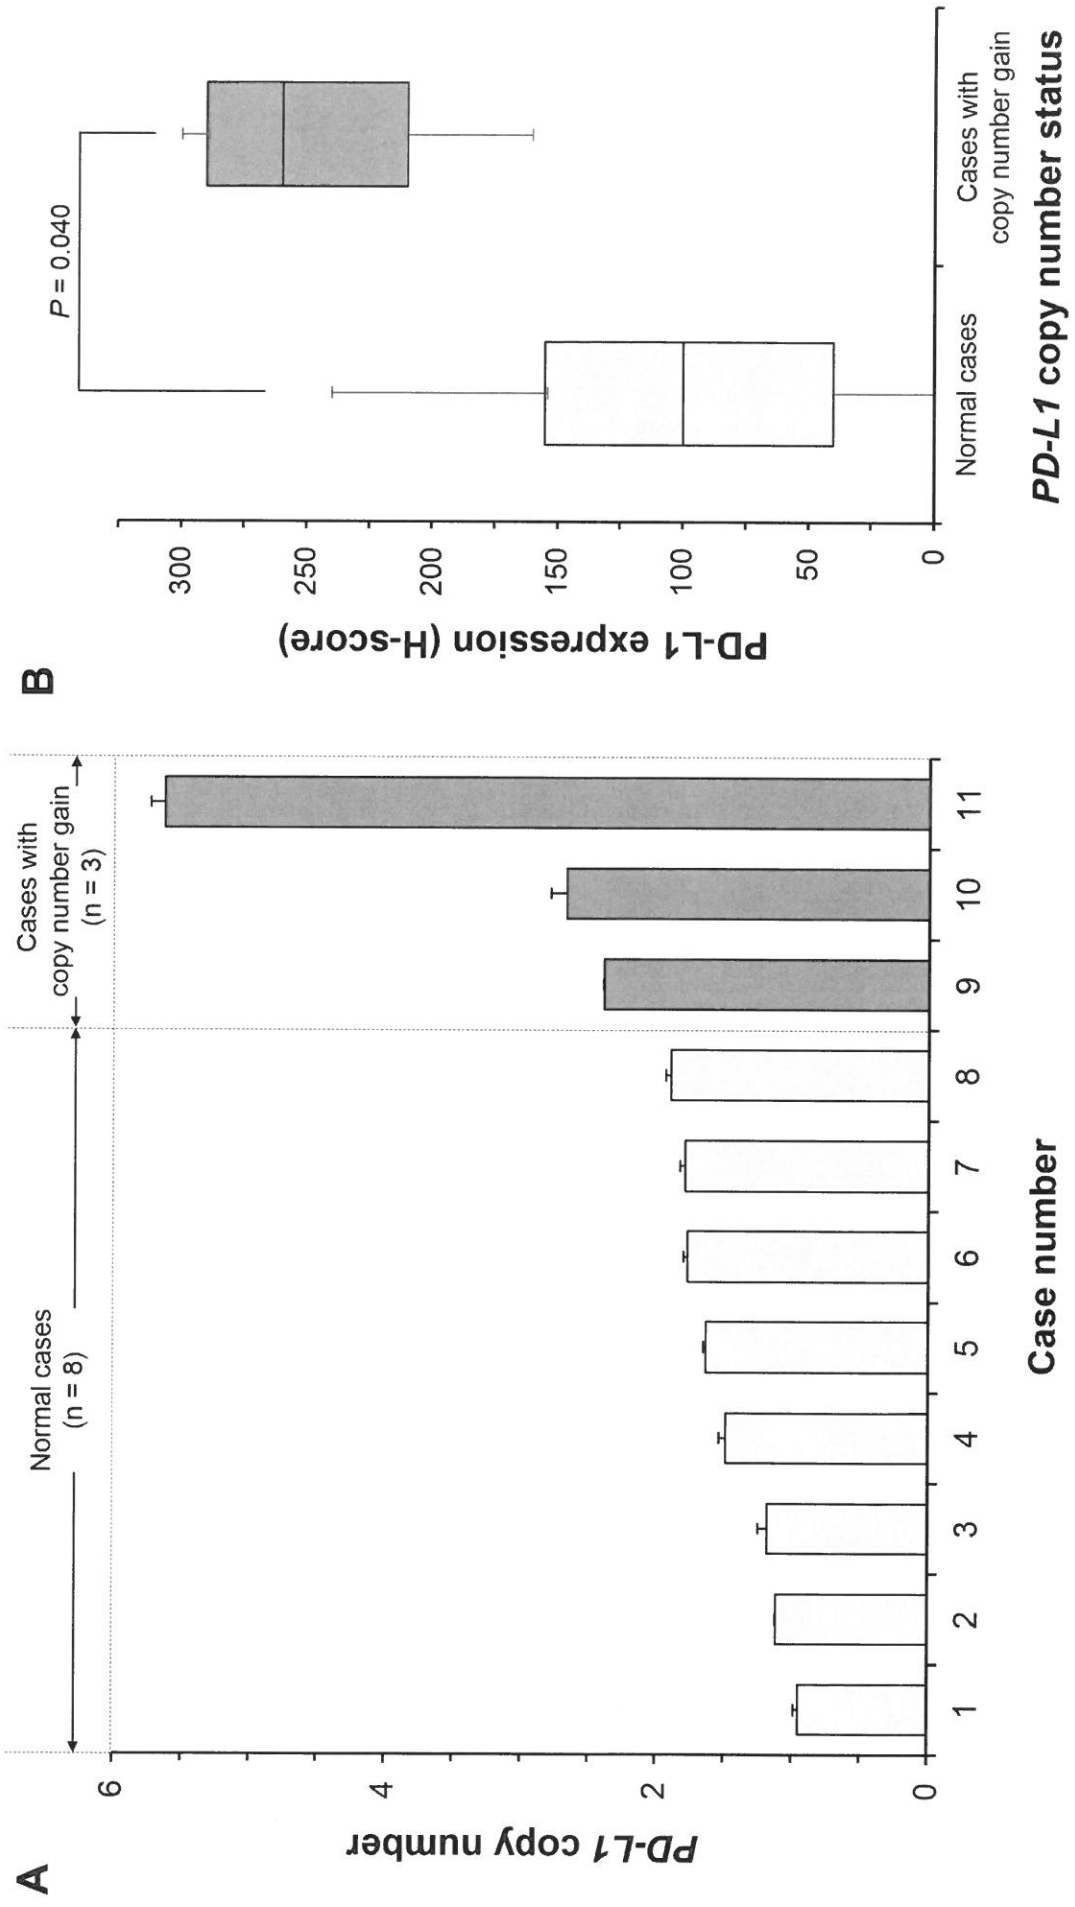 A
PD-L1 copy number
6
4
2
0
Normal cases
(n = 8)
Cases with
copy number gain
(n = 3)
1 2 3 4 5 6 7 8 9 10 11
Case number
B
PD-L1 expression (H-score)
300
250
200
150
100
50
0
P = 0.040
Normal cases
Cases with
copy number gain
PD-L1 copy number status